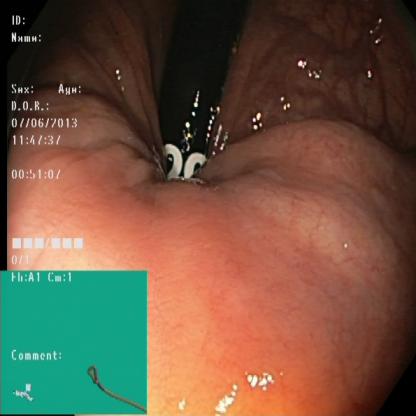 ID:
Name:
Sex: Age:
D.O.B.:
07/06/2013
11:47:37
00:51:07
0/1
Eh:A1 Cm:1
Comment: